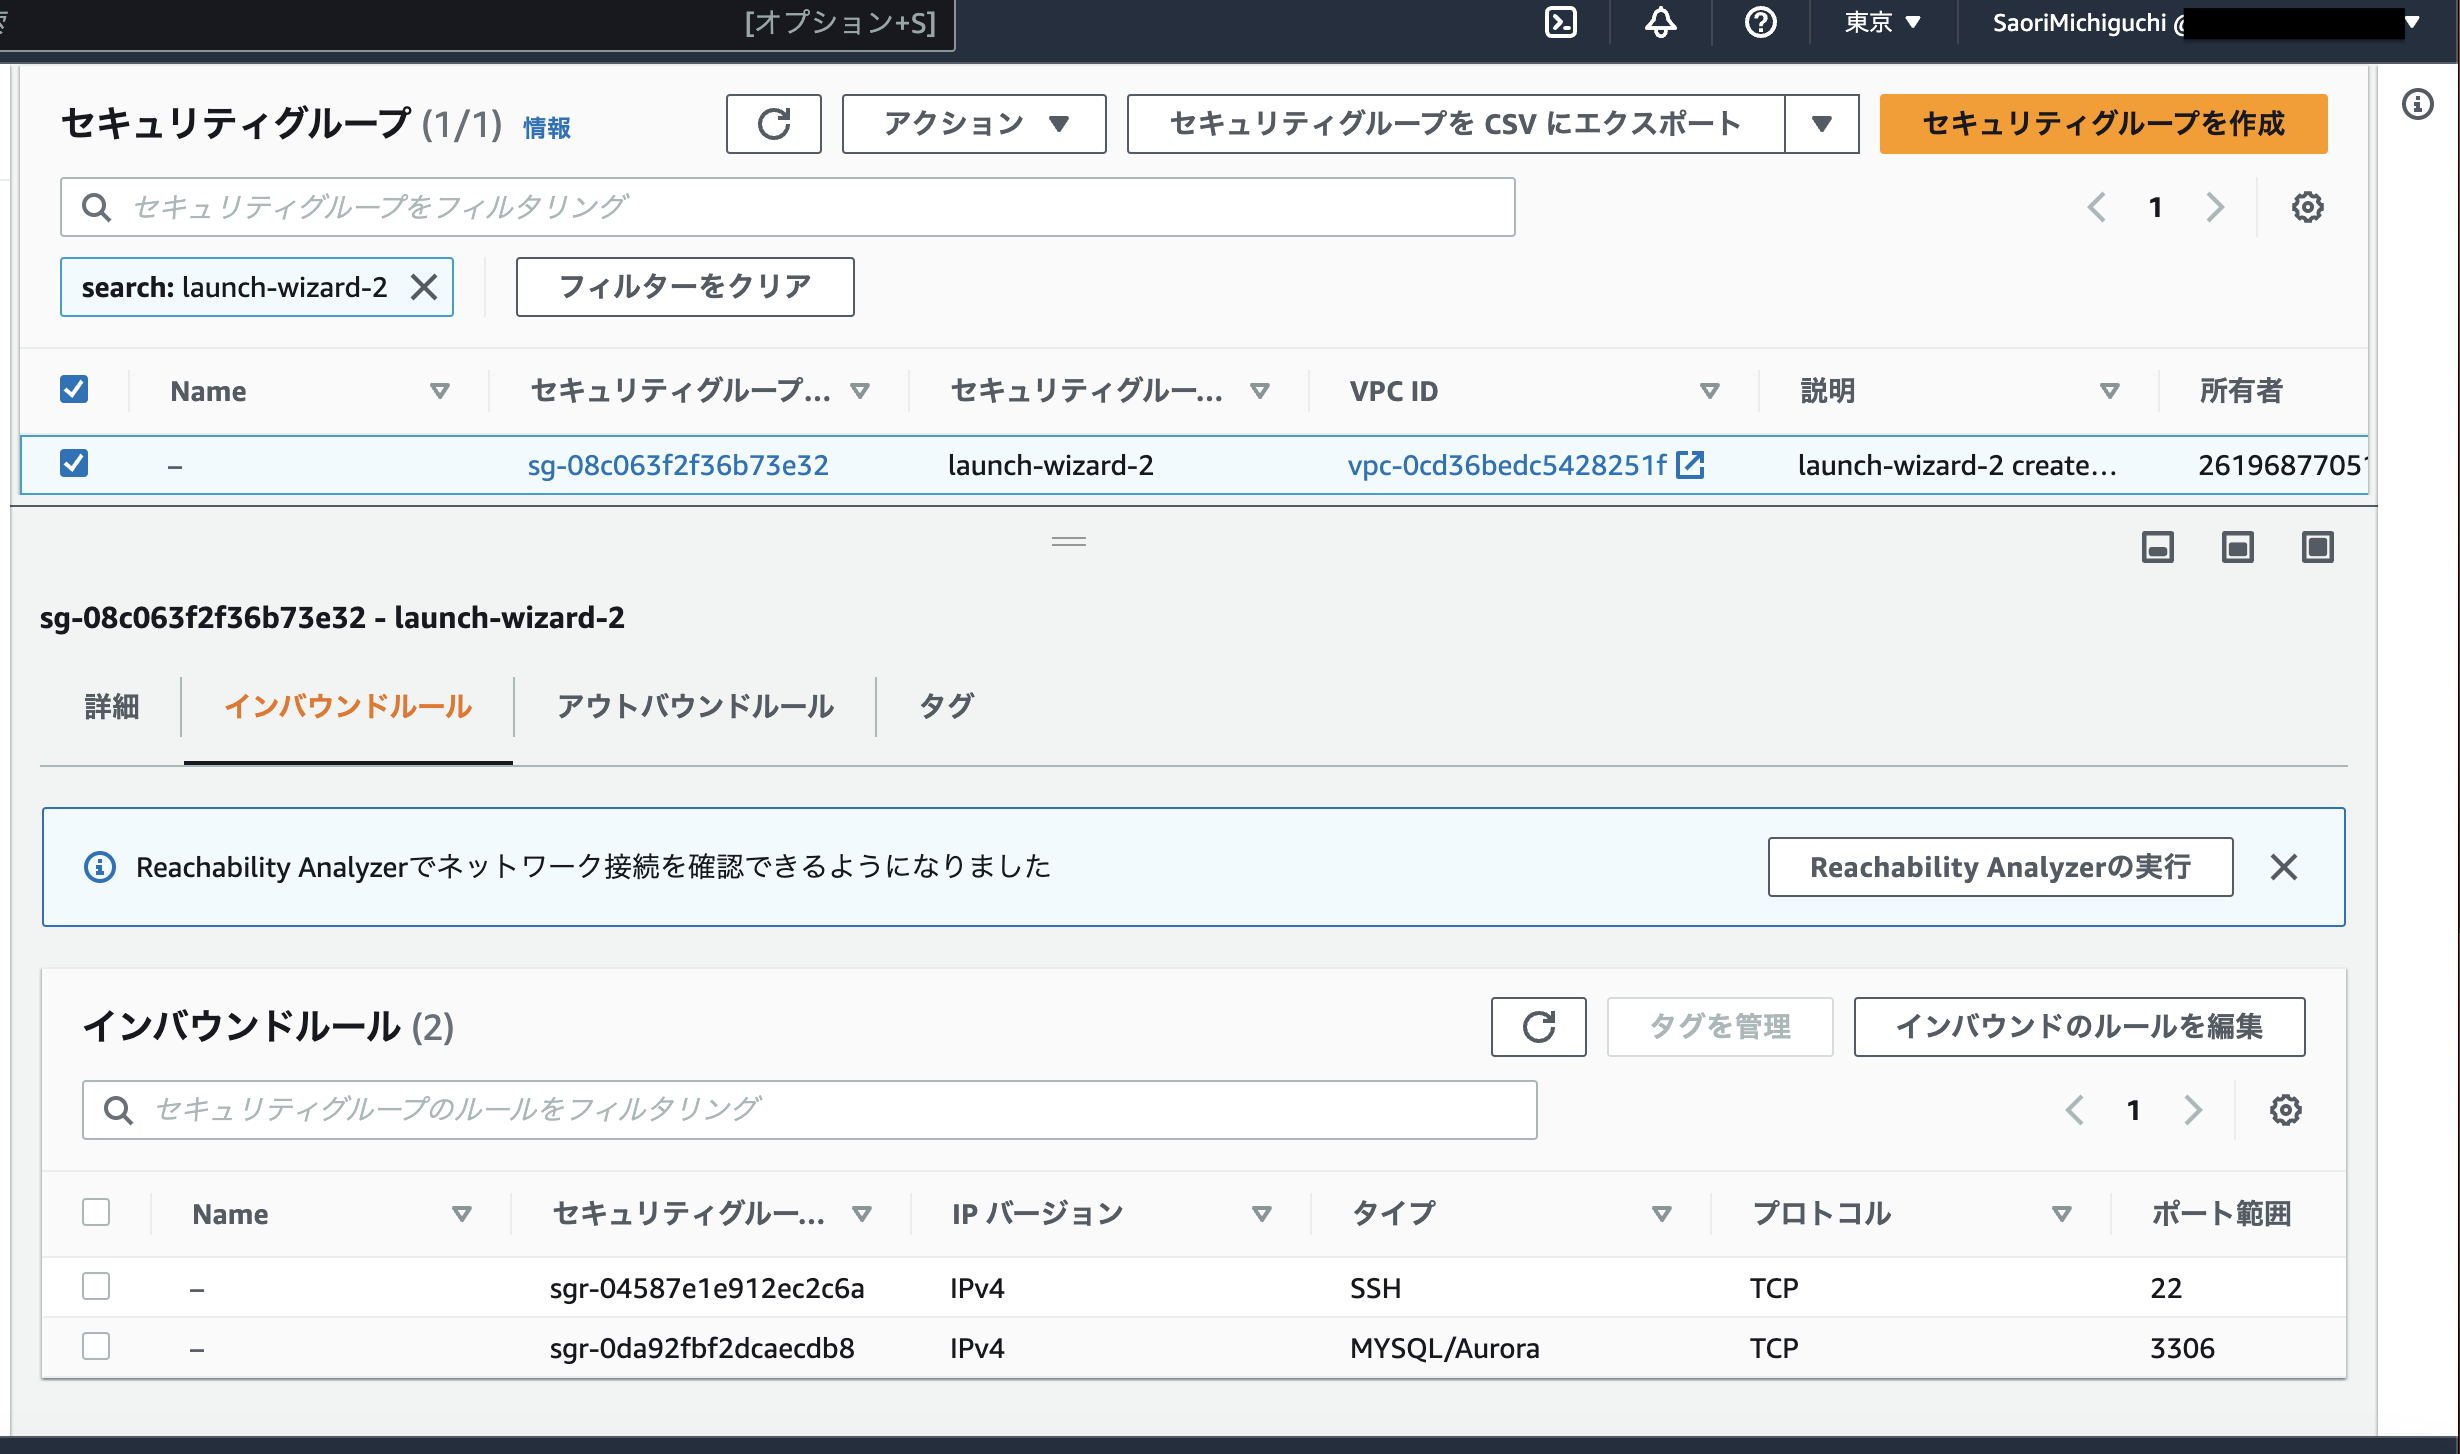 [オプション+S] 東京 SaoriMichiguchi @
セキュリティグループ (1/1) 情報 アクション セキュリティグループを CSV にエクスポート セキュリティグループを作成
セキュリティグループをフィルタリング 1
search: launch-wizard-2 フィルターをクリア
Name セキュリティグループ... セキュリティグルー... VPC ID 説明 所有者
– sg-08c063f2f36b73e32 launch-wizard-2 vpc-0cd36bedc5428251f launch-wizard-2 create... 26196877051
sg-08c063f2f36b73e32 - launch-wizard-2
詳細 インバウンドルール アウトバウンドルール タグ
Reachability Analyzerでネットワーク接続を確認できるようになりました Reachability Analyzerの実行
インバウンドルール (2) タグを管理 インバウンドのルールを編集
セキュリティグループのルールをフィルタリング 1
Name セキュリティグルー... IP バージョン タイプ プロトコル ポート範囲
– sgr-04587e1e912ec2c6a IPv4 SSH TCP 22
– sgr-0da92fbf2dcaecdb8 IPv4 MYSQL/Aurora TCP 3306